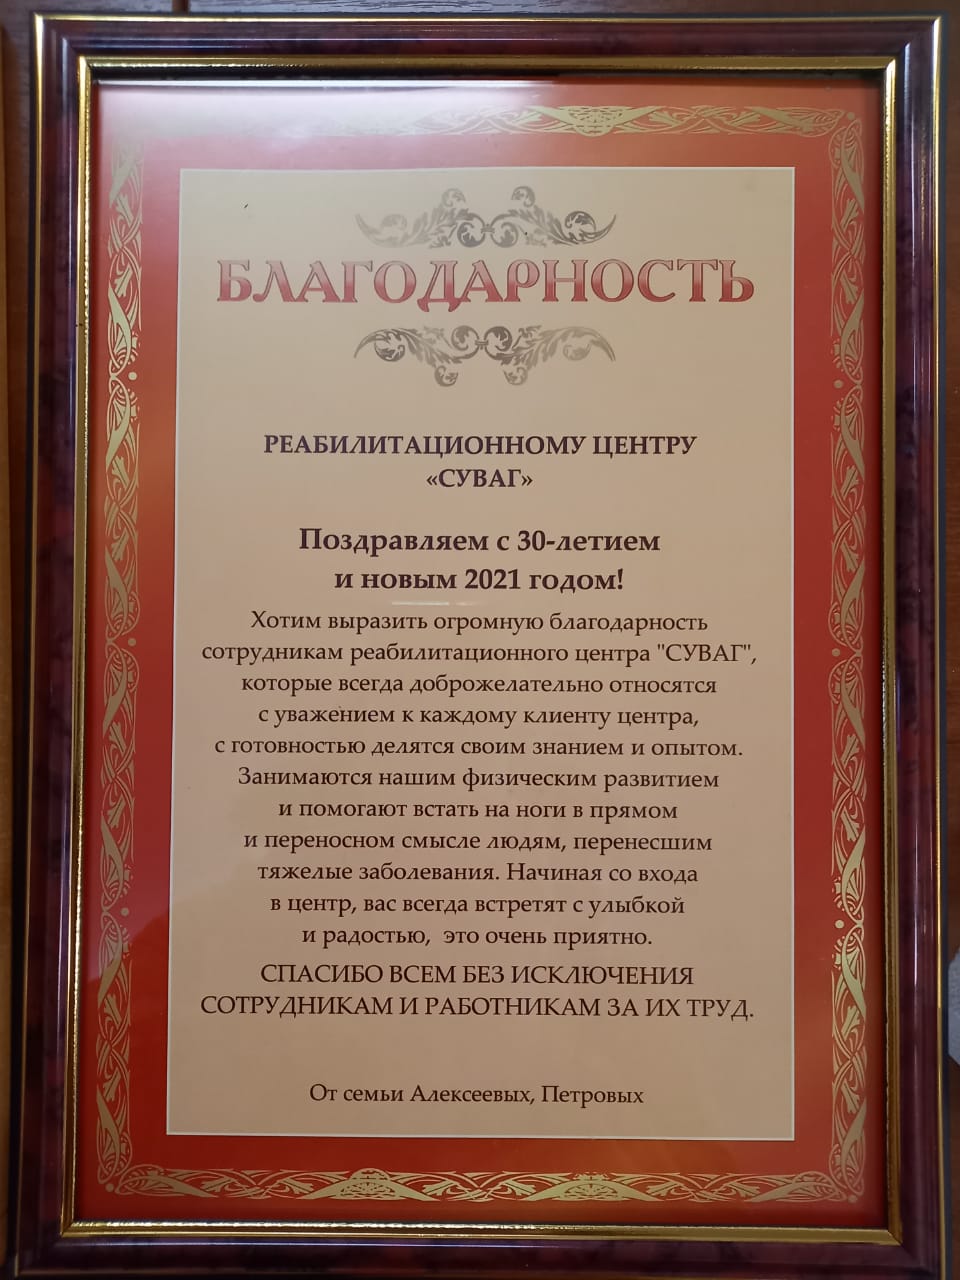 БЛАГОДАРНОСТЬ
РЕАБИЛИТАЦИОННОМУ ЦЕНТРУ
«СУВАГ»
Поздравляем с 30-летием
и новым 2021 годом!
Хотим выразить огромную благодарность
сотрудникам реабилитационного центра "СУВАГ",
которые всегда доброжелательно относятся
с уважением к каждому клиенту центра,
с готовностью делятся своим знанием и опытом.
Занимаются нашим физическим развитием
и помогают встать на ноги в прямом
и переносном смысле людям, перенесшим
тяжелые заболевания. Начиная со входа
в центр, вас всегда встретят с улыбкой
и радостью, это очень приятно.
СПАСИБО ВСЕМ БЕЗ ИСКЛЮЧЕНИЯ
СОТРУДНИКАМ И РАБОТНИКАМ ЗА ИХ ТРУД.
От семьи Алексеевых, Петровых